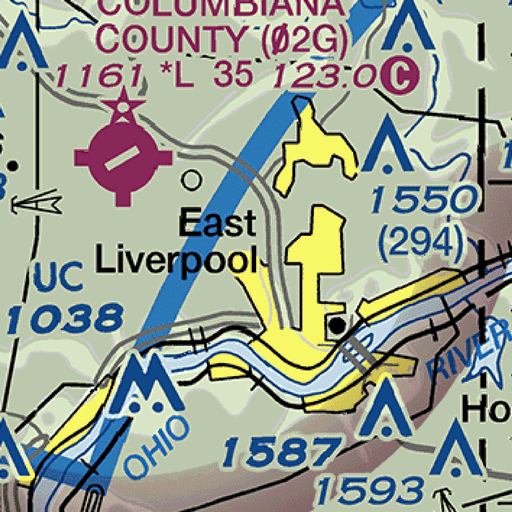 COLUMBIANA
COUNTY (Ø2G)
1161 *L 35 123.0 C
1550
(294)
East
Liverpool
UC
1038
RIVER
Ho
OHIO
1587
1593